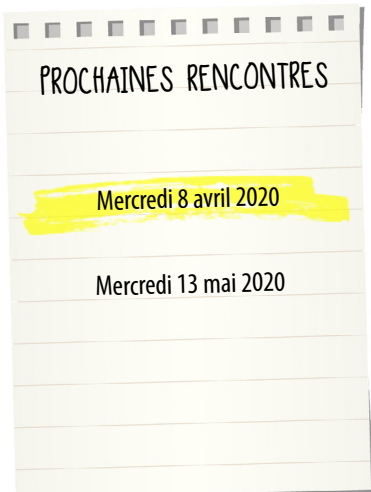 PROCHAINES RENCONTRES
Mercredi 8 avril 2020
Mercredi 13 mai 2020